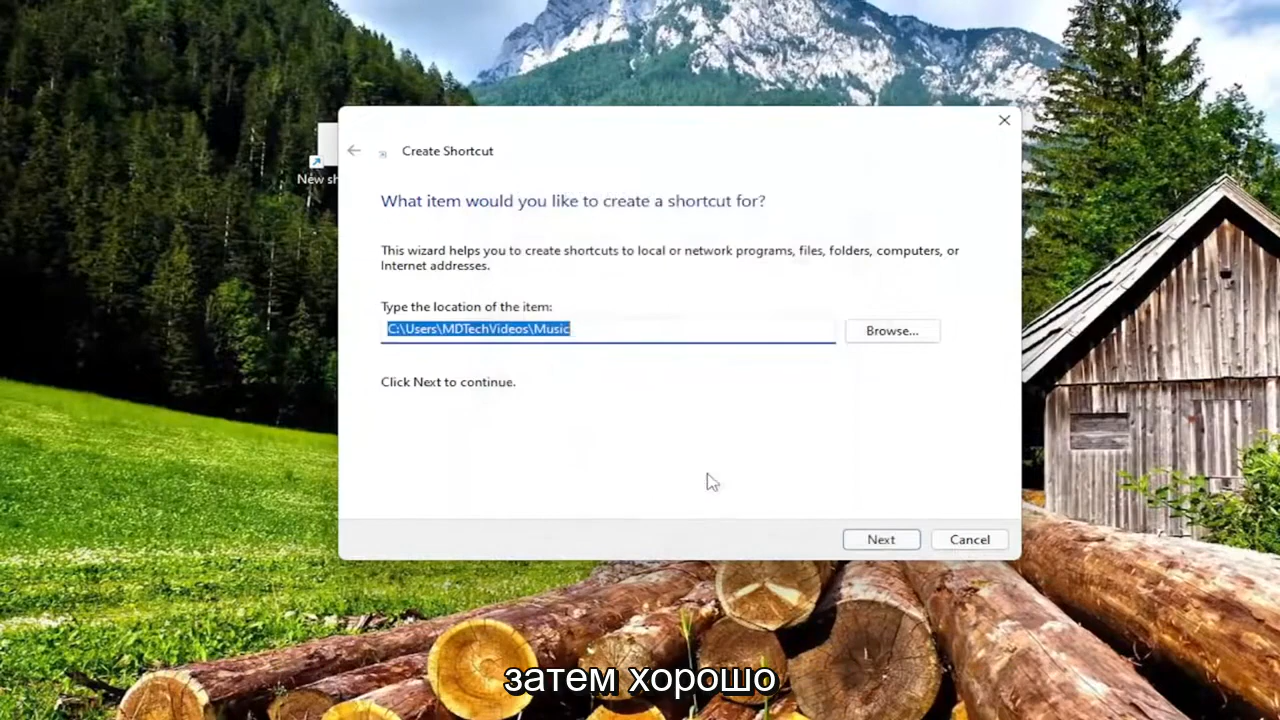 Create Shortcut
New sh
What item would you like to create a shortcut for?
This wizard helps you to create shortcuts to local or network programs, files, folders, computers, or
Internet addresses.
Type the location of the item:
C:\Users\MDTechVideos\Music
Browse...
Click Next to continue.
Next
Cancel
затем хорошо